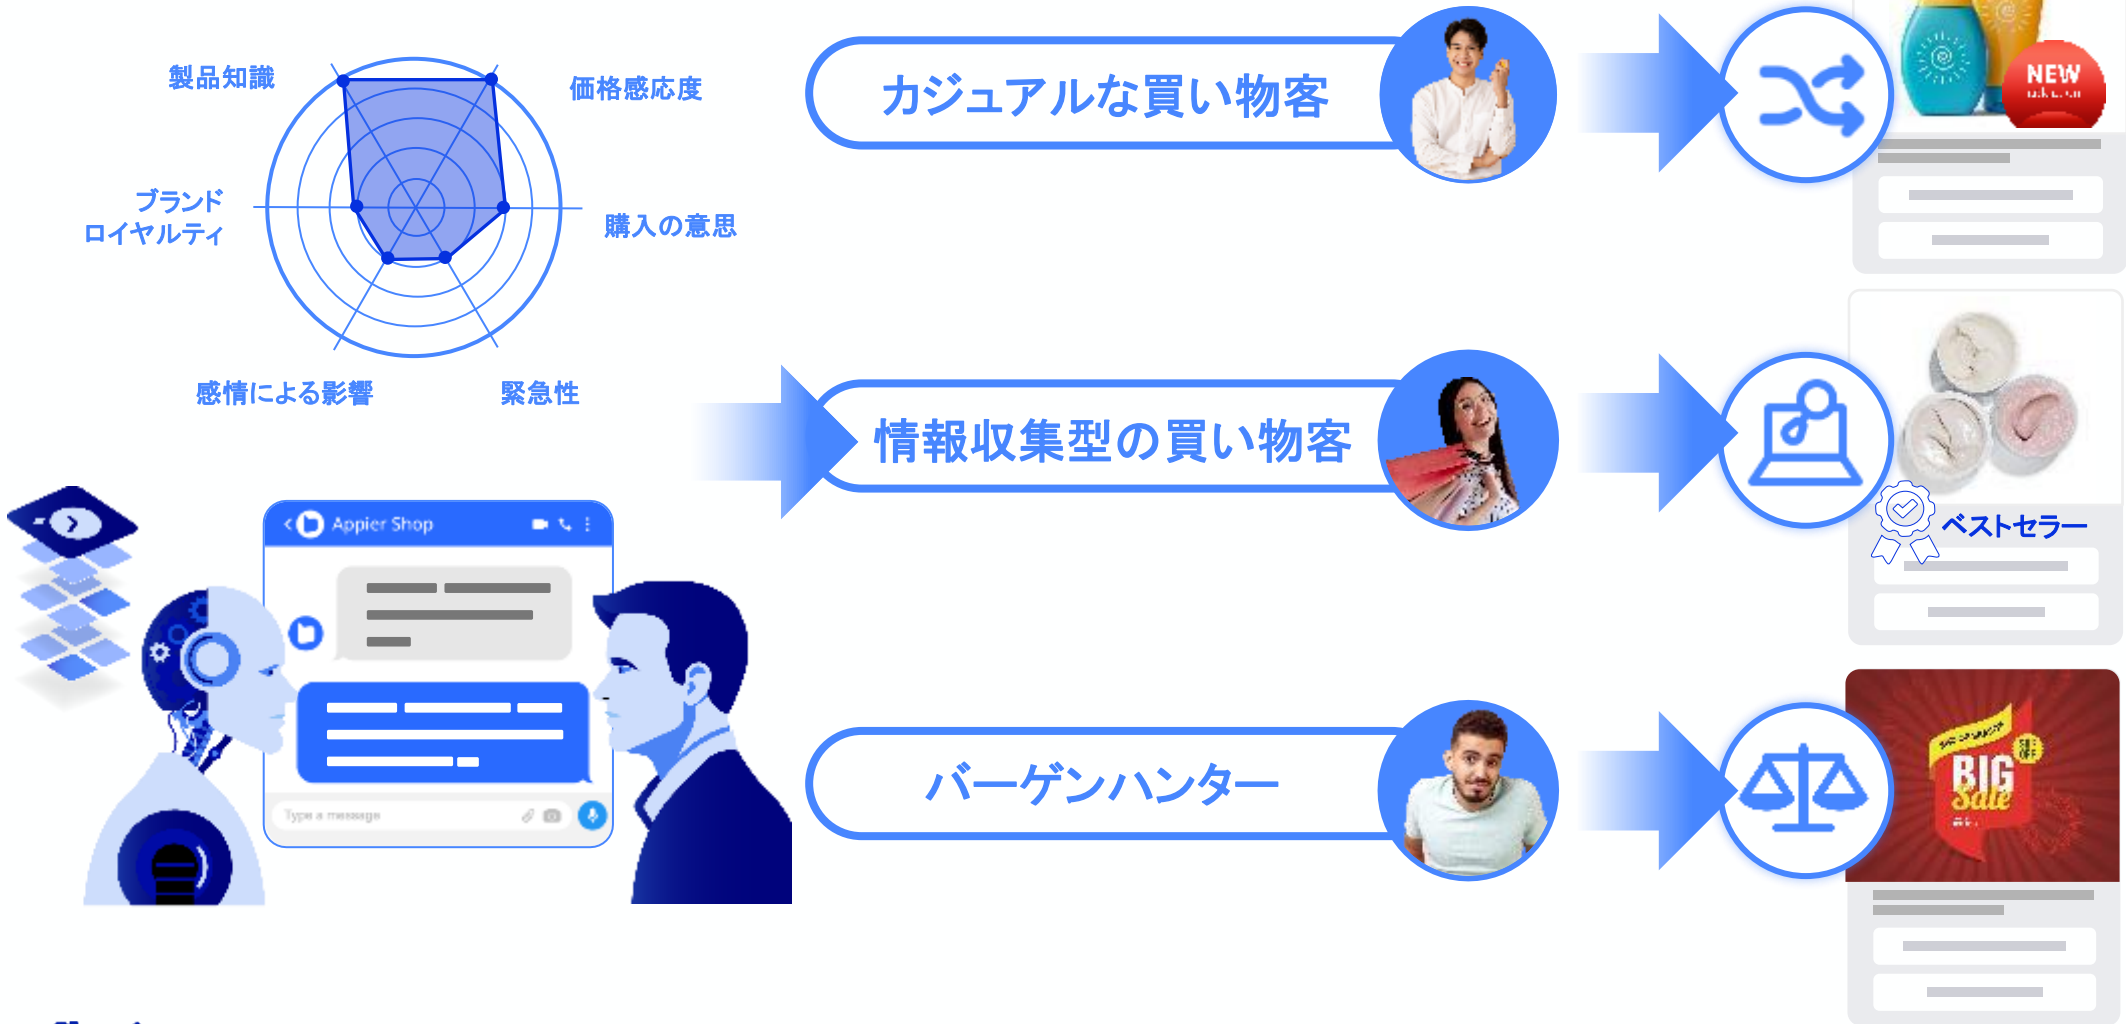 製品知識
価格感応度
ブランド
ロイヤルティ
購入の意思
感情による影響
緊急性
Appier Shop
Type a message
カジュアルな買い物客
情報収集型の買い物客
バーゲンハンター
NEW
ベストセラー
BIG
Sale